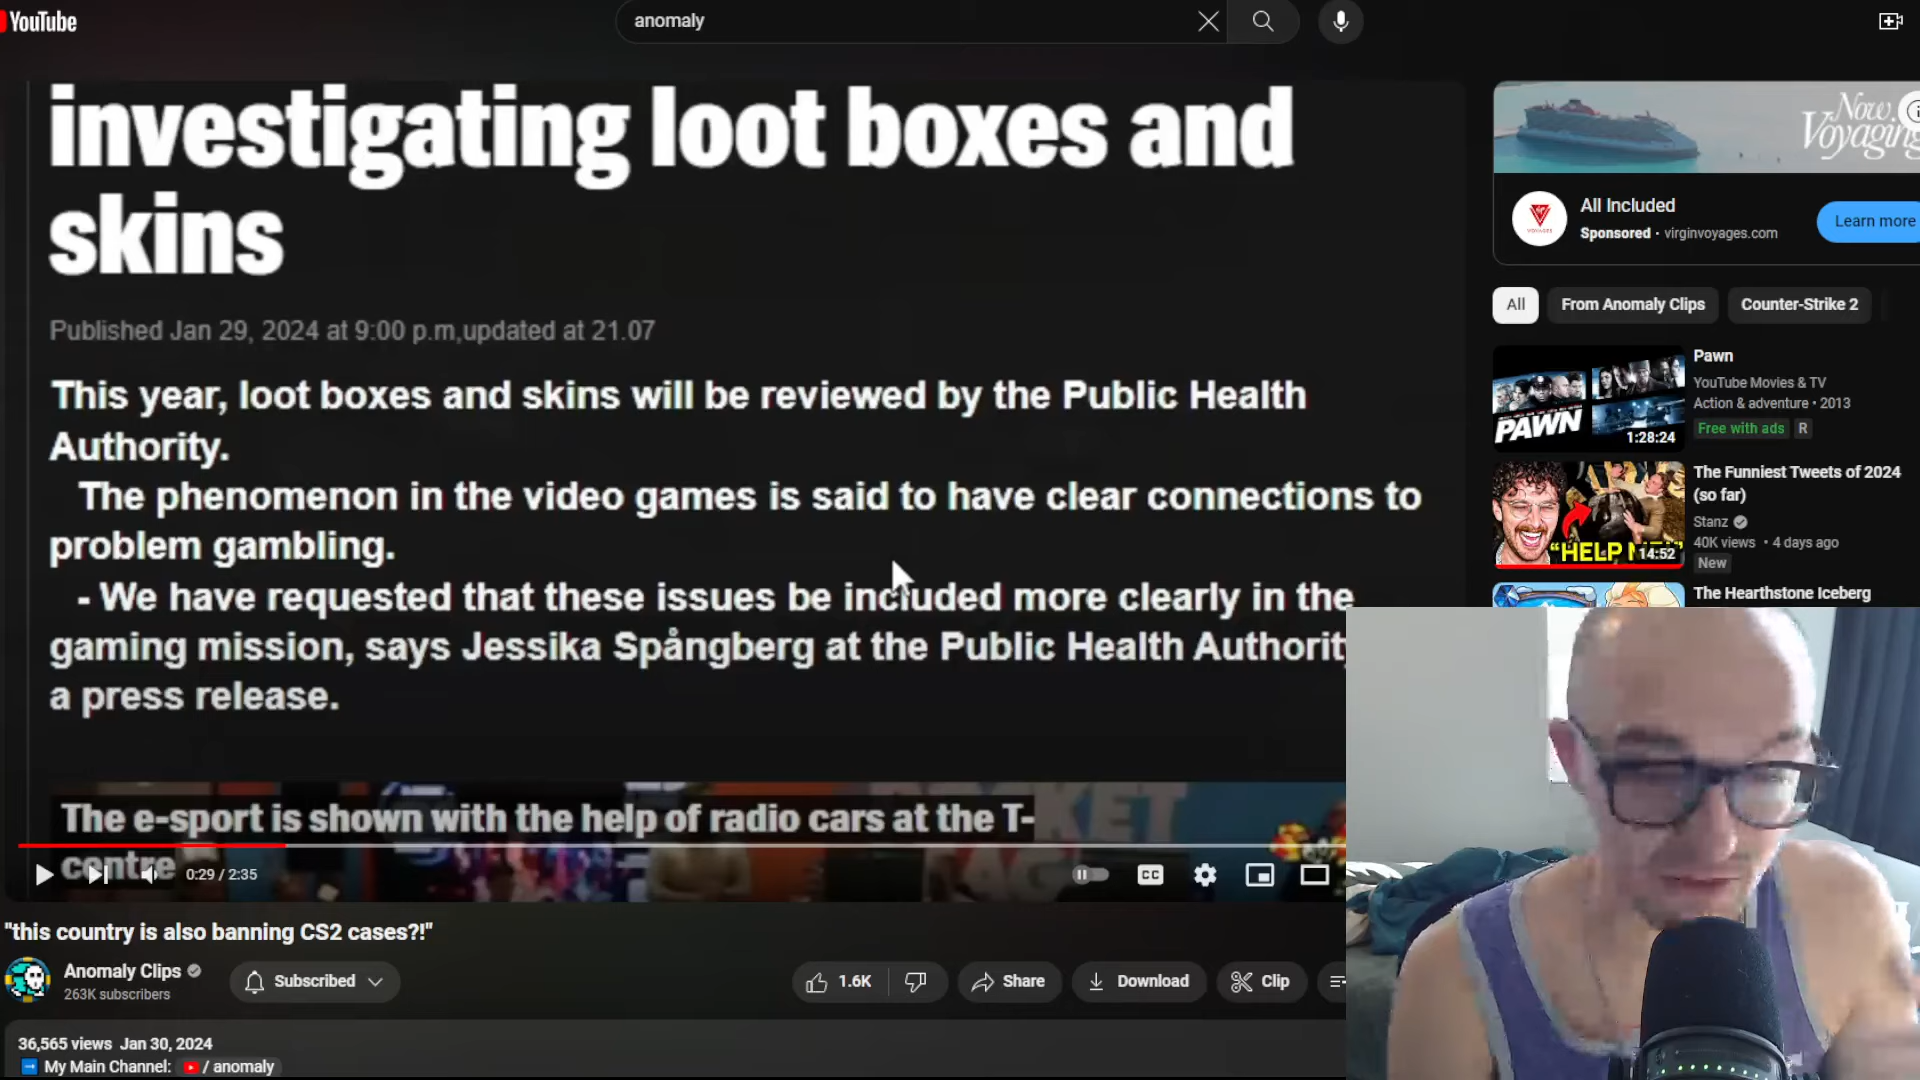 YouTube
anomaly
investigating loot boxes and
skins
Published Jan 29, 2024 at 9:00 p.m,updated at 21.07
This year, loot boxes and skins will be reviewed by the Public Health
Authority.
The phenomenon in the video games is said to have clear connections to
problem gambling.
- We have requested that these issues be included more clearly in the
gaming mission, says Jessika Spångberg at the Public Health Authority
a press release.
The e-sport is shown with the help of radio cars at the T-
centre
0:29 / 2:35
CC
"this country is also banning CS2 cases?!"
Anomaly Clips
263K subscribers
Subscribed
1.6K
Share
Download
Clip
36,565 views Jan 30, 2024
My Main Channel: / anomaly
Now
Voyaging
All Included
Sponsored · virginvoyages.com
Learn more
VOYAGES
All
From Anomaly Clips
Counter-Strike 2
PAWN
1:28:24
Pawn
YouTube Movies & TV
Action & adventure • 2013
Free with ads R
"HELP
14:52
The Funniest Tweets of 2024
(so far)
Stanz
40K views • 4 days ago
New
The Hearthstone Iceberg